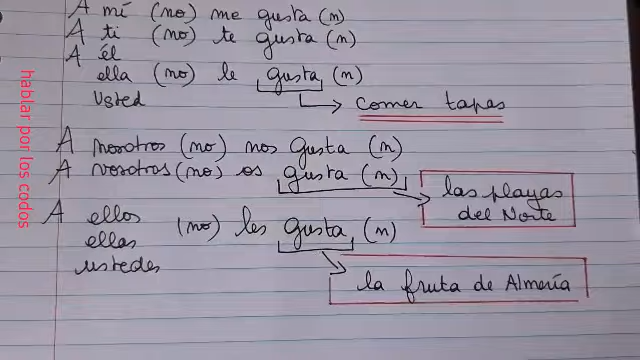 A mí (no) me gusta (n)
A ti (no) te gusta (n)
A él
ella (no) le gusta (n)
Usted
comer tapas
A nosotros (no) nos gusta (n)
A vosotros (no) os gusta (n)
las playas
del Norte
A ellos
ellas (no) les gusta (n)
ustedes
la fruta de Almería
hablar por los codos